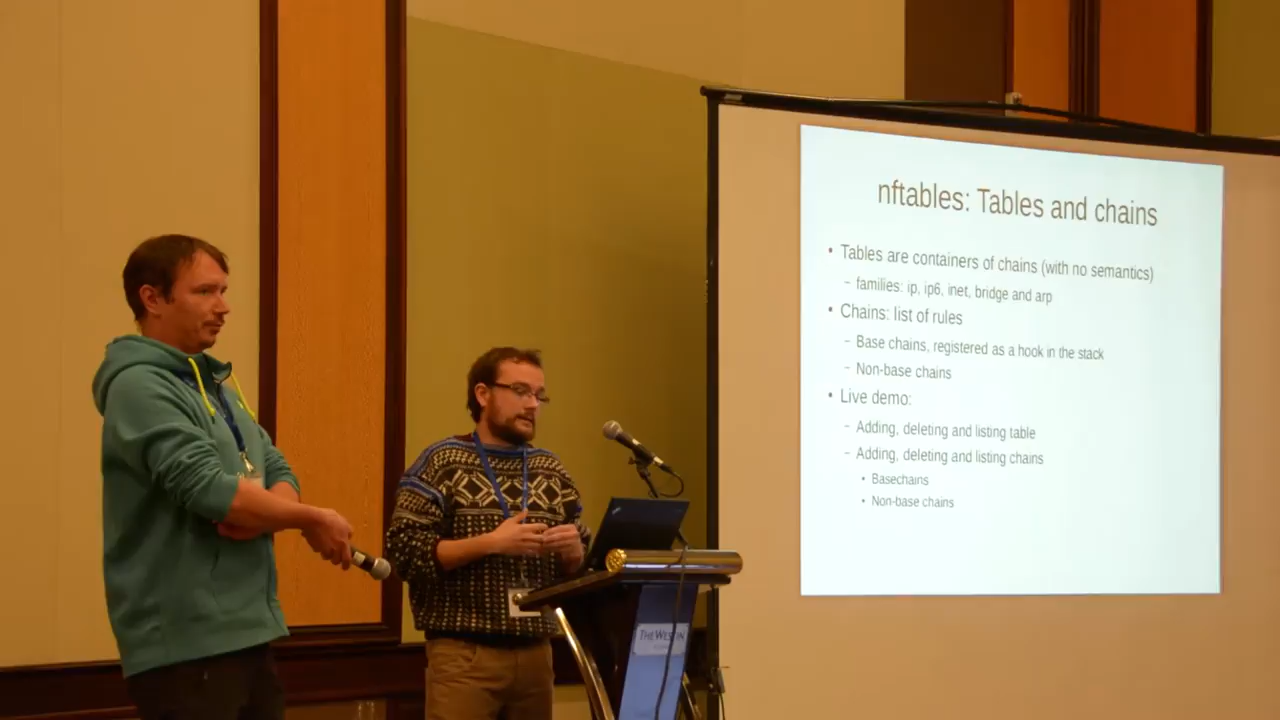 nftables: Tables and chains
• Tables are containers of chains (with no semantics)
– families: ip, ip6, inet, bridge and arp
• Chains: list of rules
– Base chains, registered as a hook in the stack
– Non-base chains
• Live demo:
– Adding, deleting and listing table
– Adding, deleting and listing chains
• Basechains
• Non-base chains
THE WESTIN